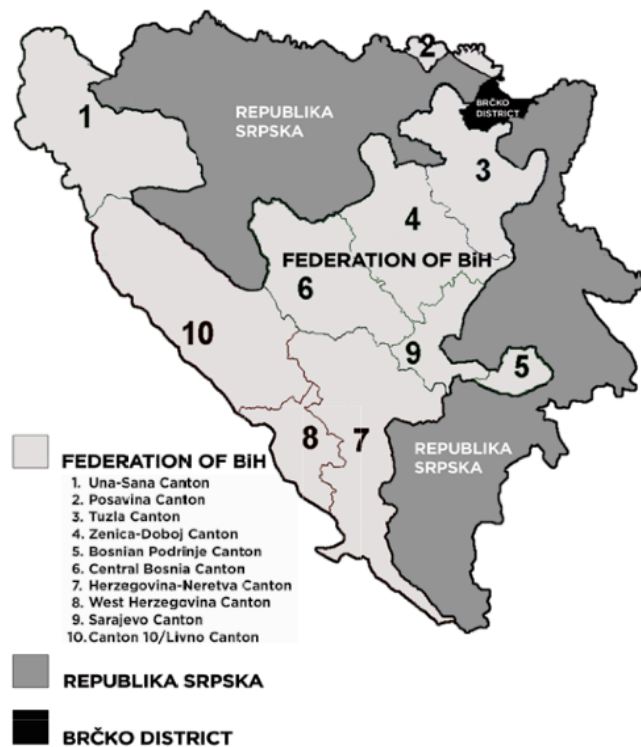 2
1
REPUBLIKA
SRPSKA
BRČKO
DISTRICT
3
4
FEDERATION OF BiH
6
10
9
5
8
7
REPUBLIKA
SRPSKA
FEDERATION OF BiH
1. Una-Sana Canton
2. Posavina Canton
3. Tuzla Canton
4. Zenica-Doboj Canton
5. Bosnian Podrinje Canton
6. Central Bosnia Canton
7. Herzegovina-Neretva Canton
8. West Herzegovina Canton
9. Sarajevo Canton
10. Canton 10/Livno Canton
REPUBLIKA SRPSKA
BRČKO DISTRICT